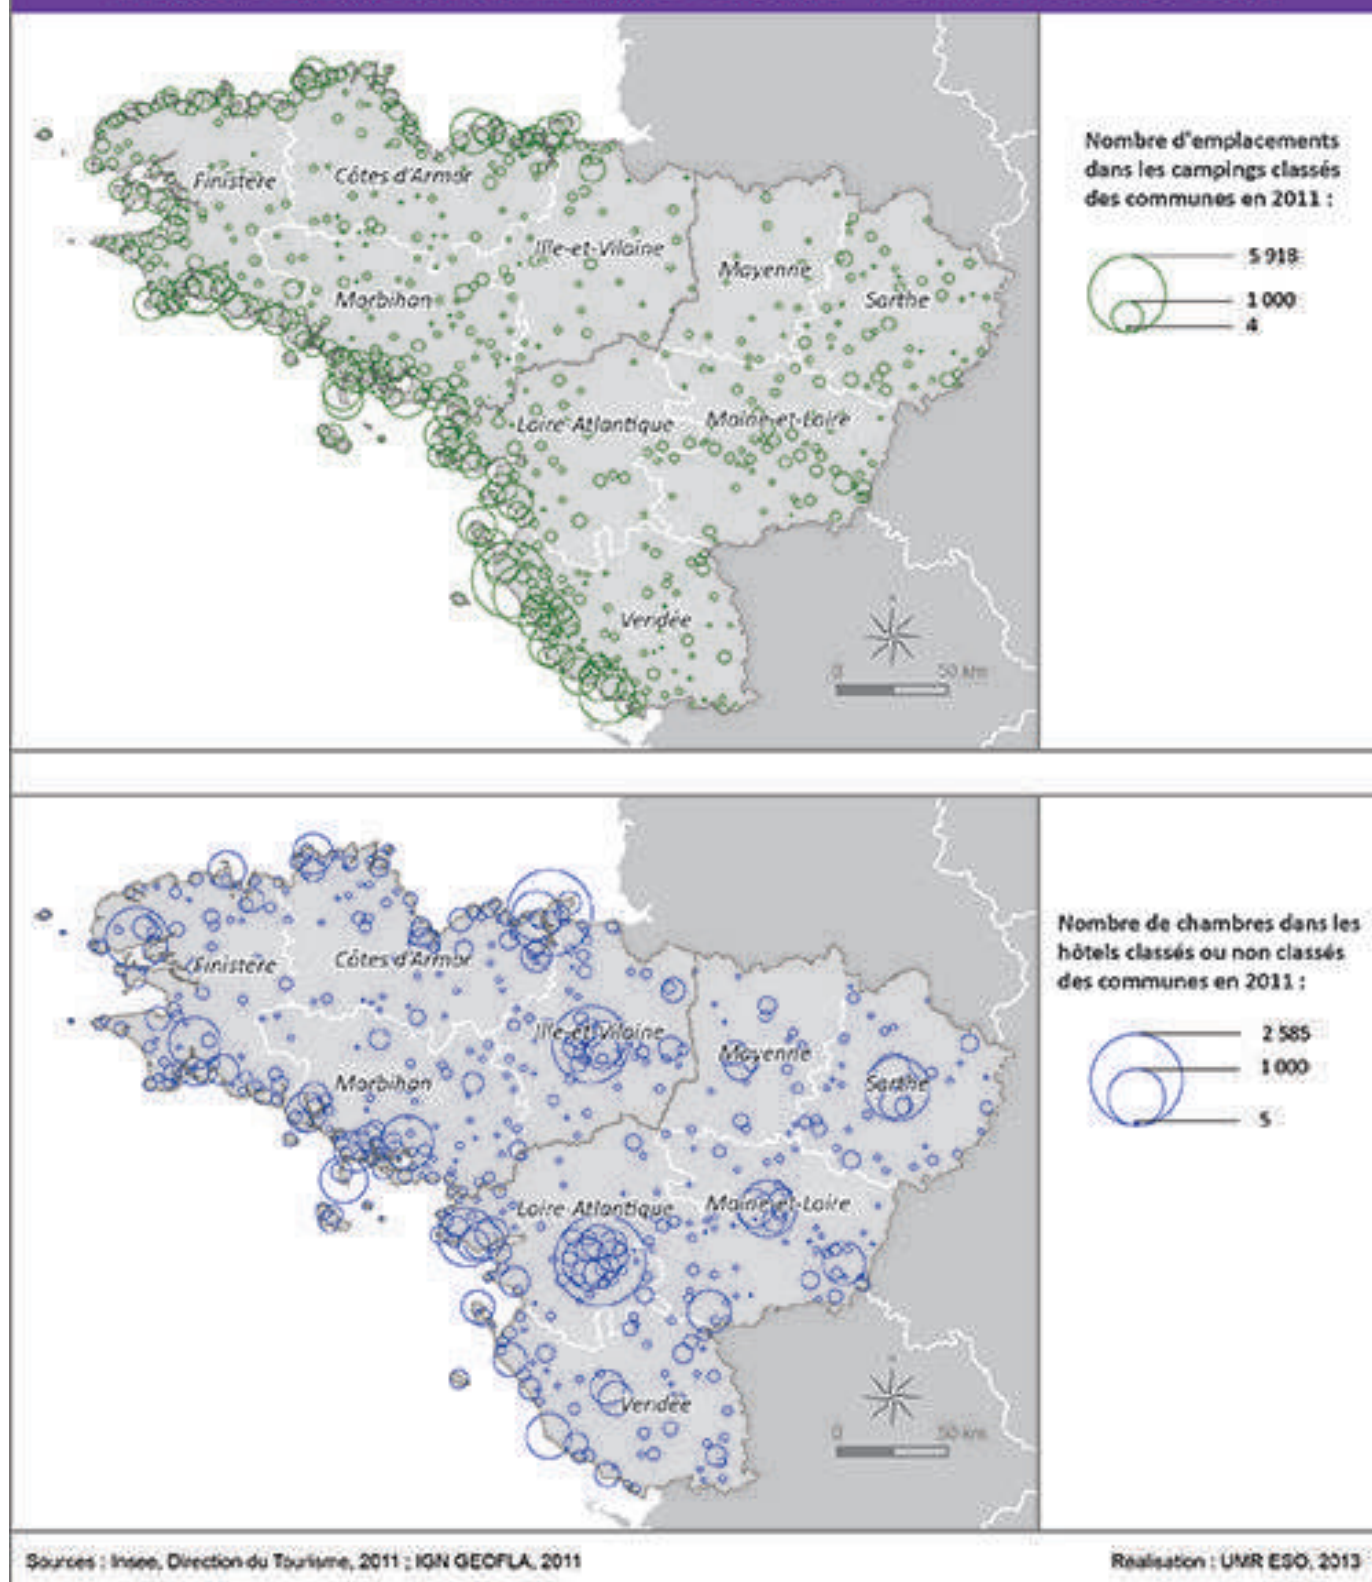 Nombre d'emplacements
dans les campings classés
des communes en 2011 :
5 918
1 000
4
Finistère
Côtes d'Armor
Ille-et-Vilaine
Morbihan
Mayenne
Sarthe
Loire-Atlantique
Maine-et-Loire
Vendée
0
50 km
Nombre de chambres dans les
hôtels classés ou non classés
des communes en 2011 :
2 585
1 000
5
Finistère
Côtes d'Armor
Ille-et-Vilaine
Morbihan
Mayenne
Sarthe
Loire-Atlantique
Maine-et-Loire
Vendée
0
50 km
Sources : Insee, Direction du Tourisme, 2011 ; IGN GEOFLA, 2011
Réalisation : UMR ESO, 2013